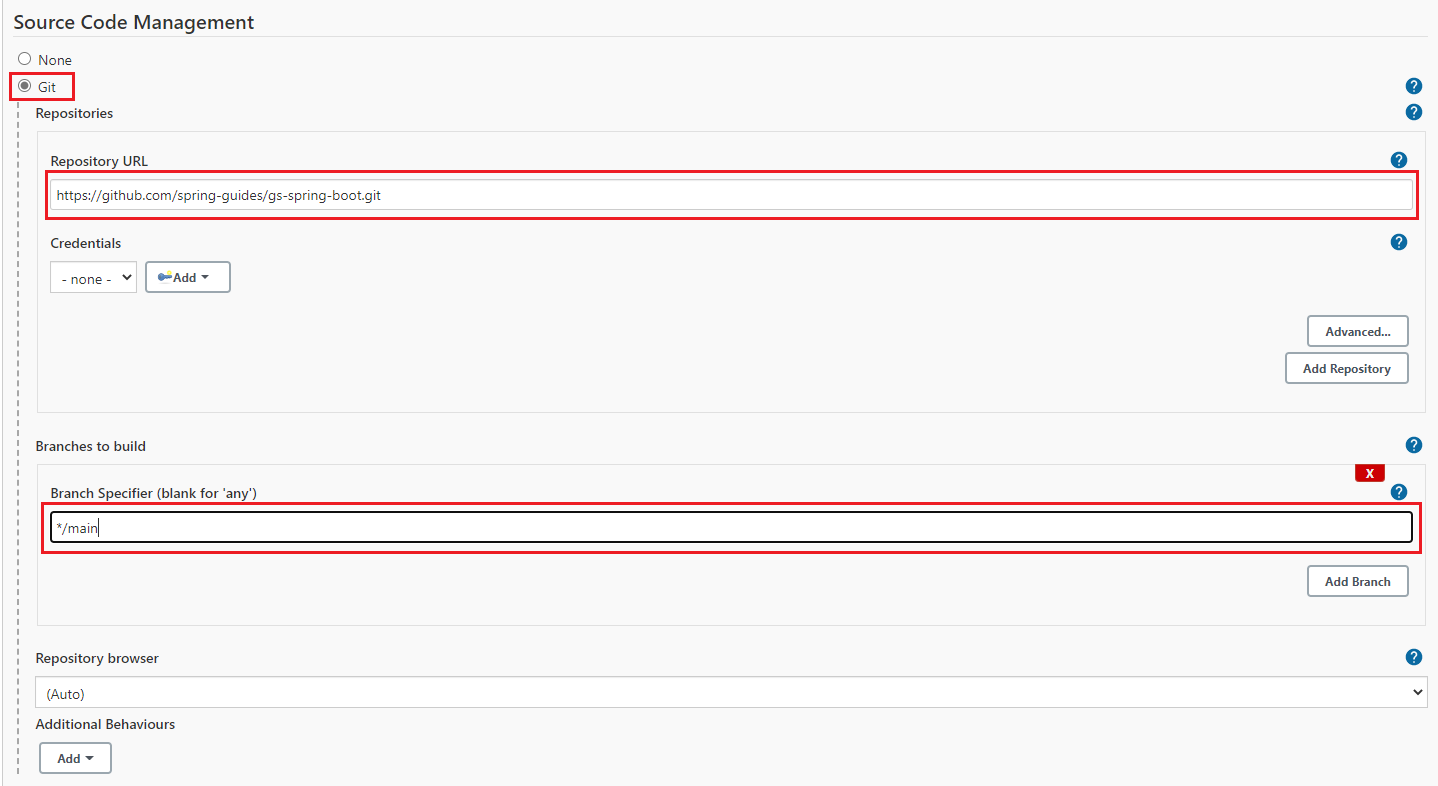 Source Code Management
None
Git
?
Repositories
?
Repository URL
?
https://github.com/spring-guides/gs-spring-boot.git
Credentials
?
- none -
Add
Advanced...
Add Repository
Branches to build
?
X
Branch Specifier (blank for 'any')
?
*/main
Add Branch
Repository browser
?
(Auto)
Additional Behaviours
Add